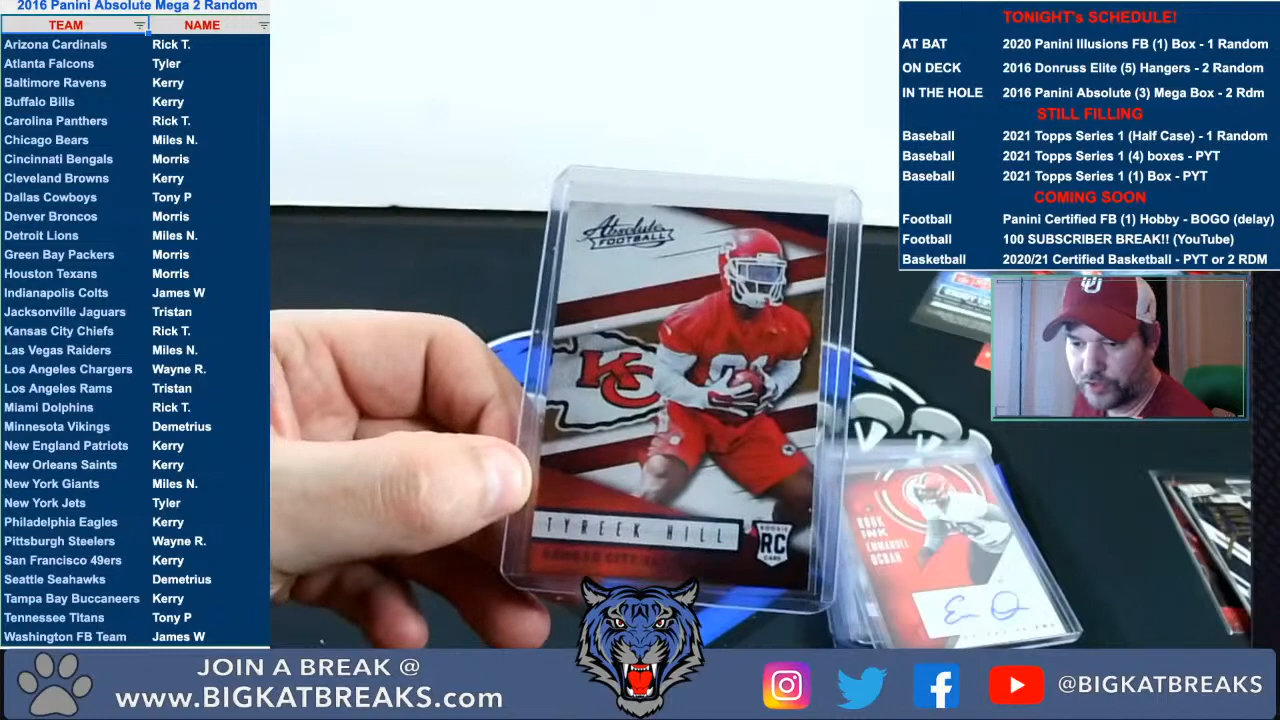 2016 Panini Absolute Mega 2 Random
TEAM NAME
Arizona Cardinals Rick T.
Atlanta Falcons Tyler
Baltimore Ravens Kerry
Buffalo Bills Kerry
Carolina Panthers Rick T.
Chicago Bears Miles N.
Cincinnati Bengals Morris
Cleveland Browns Kerry
Dallas Cowboys Tony P
Denver Broncos Morris
Detroit Lions Miles N.
Green Bay Packers Morris
Houston Texans Morris
Indianapolis Colts James W
Jacksonville Jaguars Tristan
Kansas City Chiefs Rick T.
Las Vegas Raiders Miles N.
Los Angeles Chargers Wayne R.
Los Angeles Rams Tristan
Miami Dolphins Rick T.
Minnesota Vikings Demetrius
New England Patriots Kerry
New Orleans Saints Kerry
New York Giants Miles N.
New York Jets Tyler
Philadelphia Eagles Kerry
Pittsburgh Steelers Wayne R.
San Francisco 49ers Kerry
Seattle Seahawks Demetrius
Tampa Bay Buccaneers Kerry
Tennessee Titans Tony P
Washington FB Team James W
Absolute
FOOTBALL
KC
TYREEK HILL
ROOKIE
RC
CARD
KANSAS CITY
ROOK
INK
EMMANUEL
OGBAH
TONIGHT's SCHEDULE!
AT BAT 2020 Panini Illusions FB (1) Box - 1 Random
ON DECK 2016 Donruss Elite (5) Hangers - 2 Random
IN THE HOLE 2016 Panini Absolute (3) Mega Box - 2 Rdm
STILL FILLING
Baseball 2021 Topps Series 1 (Half Case) - 1 Random
Baseball 2021 Topps Series 1 (4) boxes - PYT
Baseball 2021 Topps Series 1 (1) Box - PYT
COMING SOON
Football Panini Certified FB (1) Hobby - BOGO (delay)
Football 100 SUBSCRIBER BREAK!! (YouTube)
Basketball 2020/21 Certified Basketball - PYT or 2 RDM
JOIN A BREAK @
www.BIGKATBREAKS.com
@BIGKATBREAKS